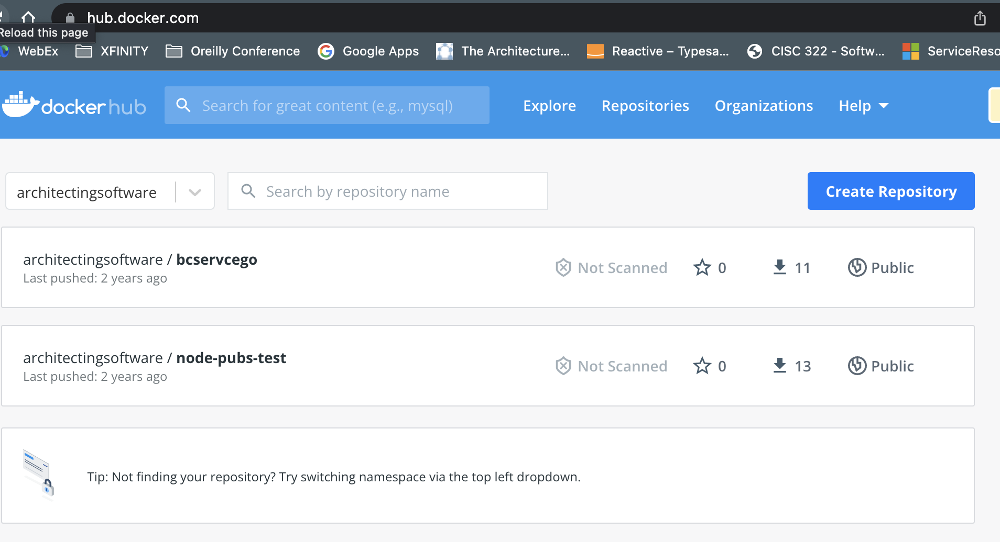 hub.docker.com
Reload this page
WebEx XFINITY Oreilly Conference Google Apps The Architecture... Reactive – Typesa... CISC 322 - Softw... ServiceReso
dockerhub Search for great content (e.g., mysql) Explore Repositories Organizations Help
architectingsoftware Search by repository name Create Repository
architectingsoftware / bcservcego Not Scanned 0 11 Public
Last pushed: 2 years ago
architectingsoftware / node-pubs-test Not Scanned 0 13 Public
Last pushed: 2 years ago
Tip: Not finding your repository? Try switching namespace via the top left dropdown.